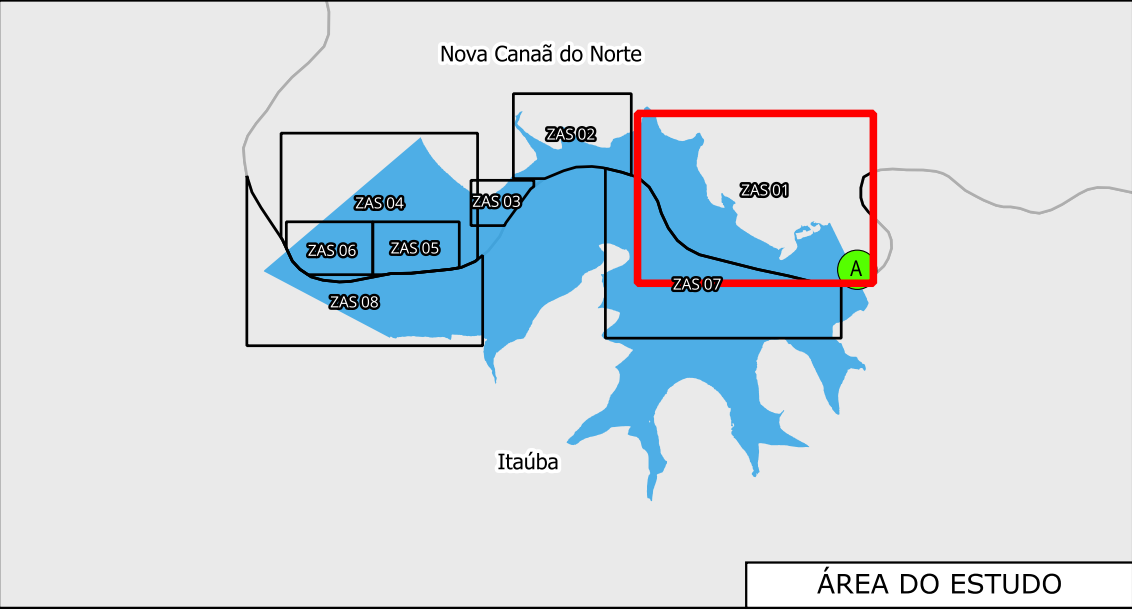 Nova Canaã do Norte
ZAS 02
ZAS 01
ZAS 03
ZAS 04
ZAS 05
ZAS 06
A
ZAS 07
ZAS 08
Itaúba
ÁREA DO ESTUDO